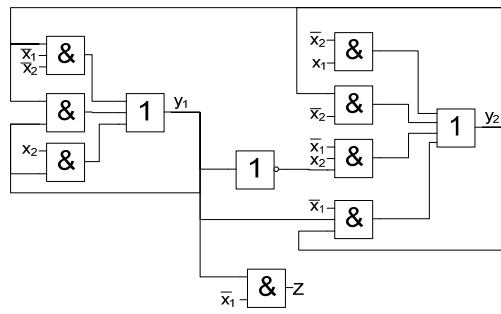 x̅₁
x̅₂
&
&
x₂
&
1
y₁
1
x̅₂
x₁
&
x̅₂
&
x̅₁
x₂
&
x̅₁
&
1
y₂
x̅₁
&
z